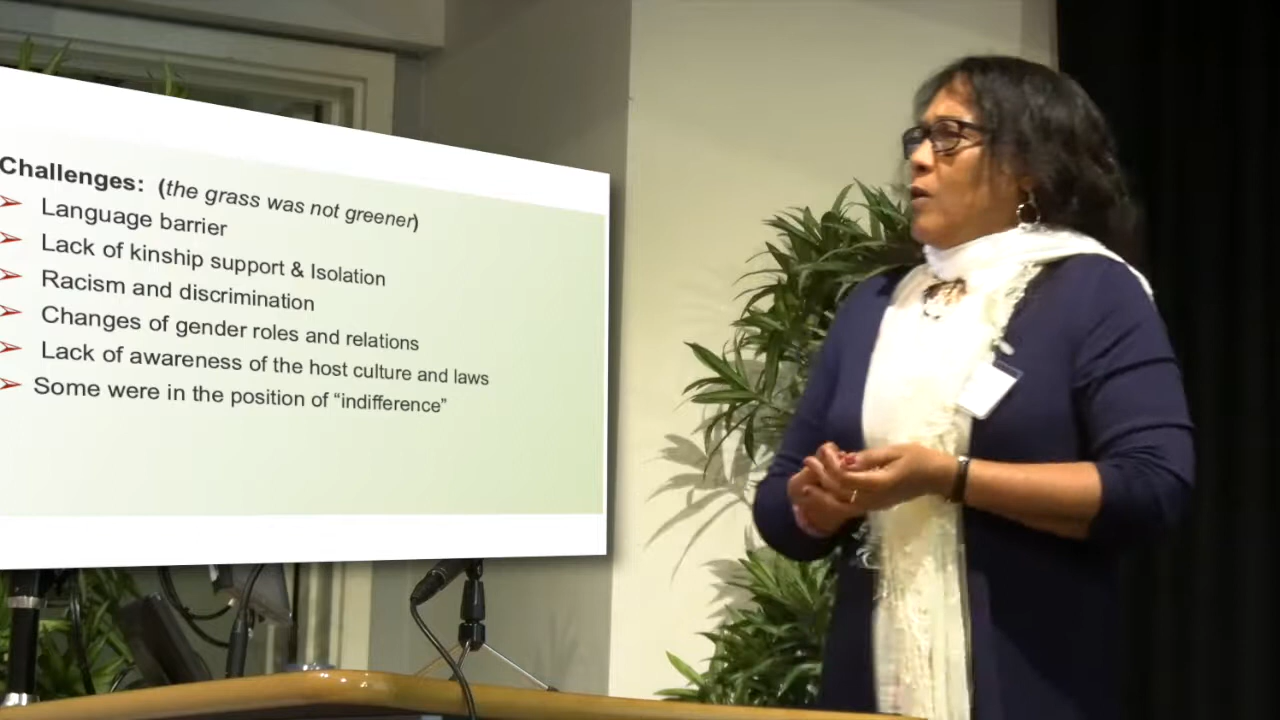 Challenges: (the grass was not greener)
Language barrier
Lack of kinship support & Isolation
Racism and discrimination
Changes of gender roles and relations
Lack of awareness of the host culture and laws
Some were in the position of “indifference”